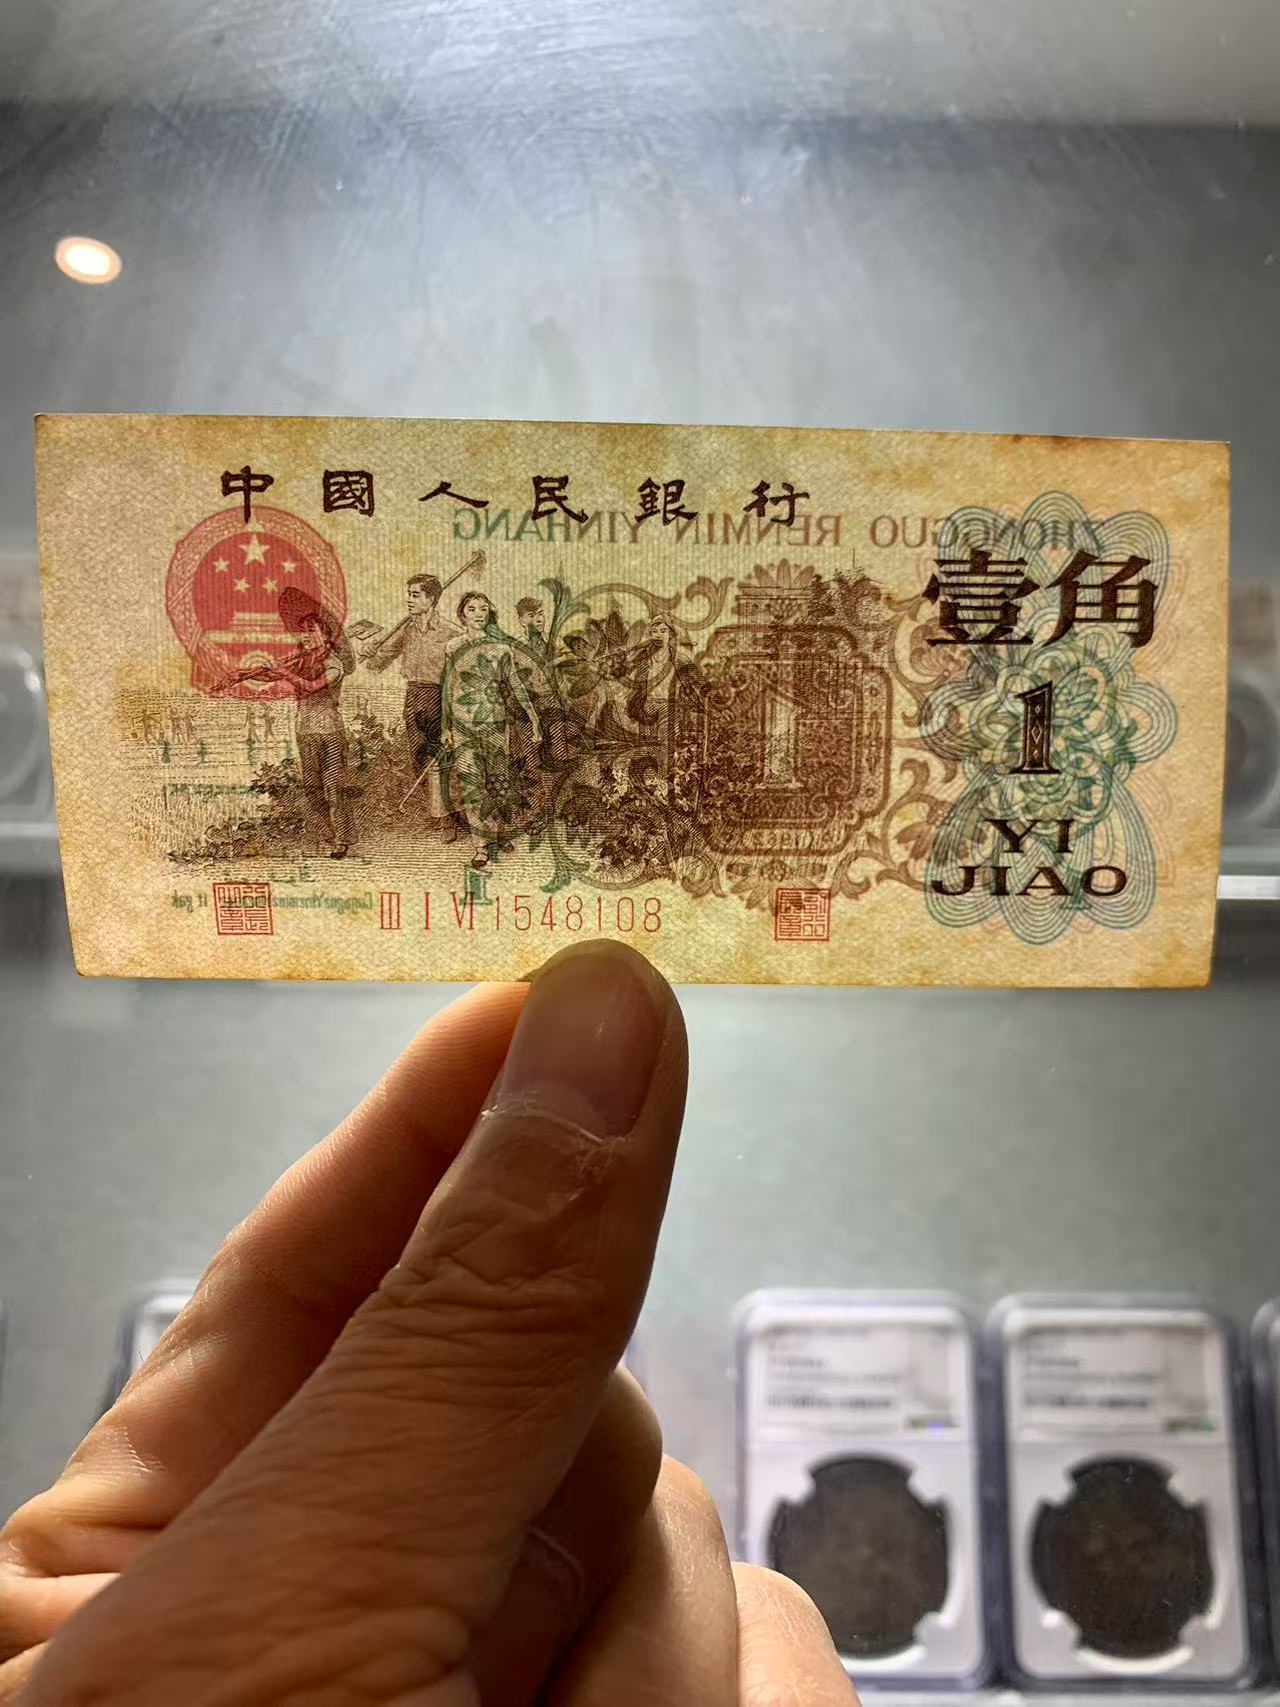 中國人民銀行
ZHONGGUO RENMIN YINHANG
壹角
1
YI
JIAO
III I VI 1548108